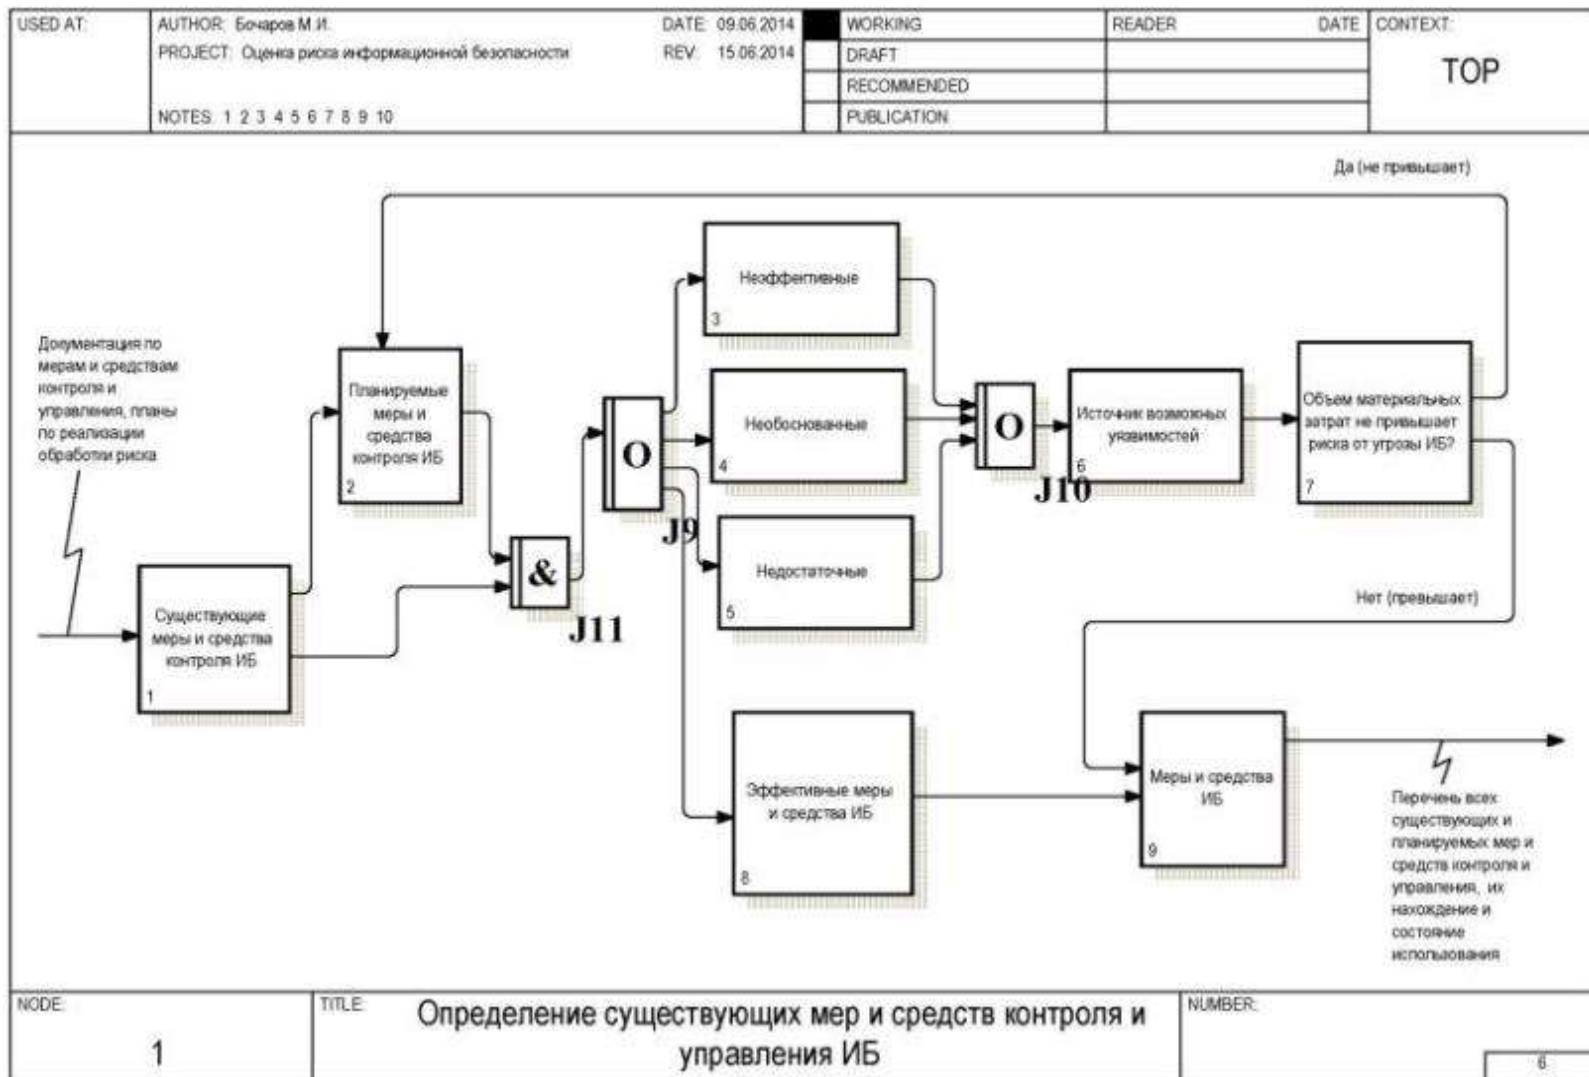 USED AT:
AUTHOR: Бочаров М.И.
DATE: 09.06.2014
PROJECT: Оценка риска информационной безопасности
REV: 15.06.2014
NOTES: 1 2 3 4 5 6 7 8 9 10
WORKING
DRAFT
RECOMMENDED
PUBLICATION
READER
DATE
CONTEXT:
TOP
Да (не привышает)
Документация по
мерам и средствам
контроля и
управления, планы
по реализации
обработки риска
Существующие
меры и средства
контроля ИБ
1
Планируемые
меры и
средства
контроля ИБ
2
&
J11
O
J9
Неэффективные
3
Необоснованные
4
Недостаточные
5
O
J10
Источник возможных
уязвимостей
6
Объем материальных
затрат не привышает
риска от угрозы ИБ?
7
Нет (превышает)
Эффективные меры
и средства ИБ
8
Меры и средства
ИБ
9
Перечень всех
существующих и
планируемых мер и
средств контроля и
управления, их
нахождение и
состояние
использования
NODE:
1
TITLE:
Определение существующих мер и средств контроля и
управления ИБ
NUMBER:
6